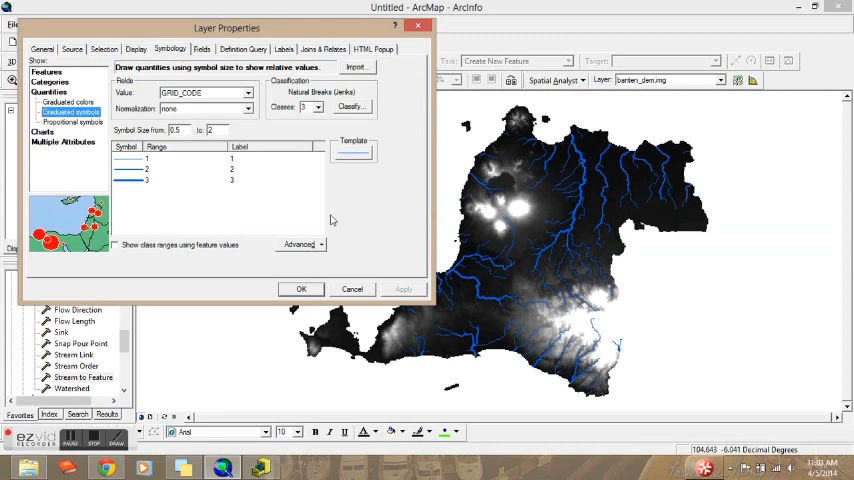 Untitled - ArcMap - ArcInfo
Layer Properties
General Source Selection Display Symbology Fields Definition Query Labels Joins & Relates HTML Popup
Show:
Features
Categories
Quantities
Graduated colors
Graduated symbols
Proportional symbols
Charts
Multiple Attributes
Draw quantities using symbol size to show relative values.
Import...
Fields
Value: GRID_CODE
Normalization: none
Classification
Natural Breaks (Jenks)
Classes: 3 Classify...
Symbol Size from: 0.5 to: 2
Template
Symbol Range Label
1 1
2 2
3 3
Show class ranges using feature values
Advanced
OK Cancel Apply
Task: Create New Feature Target:
Spatial Analyst Layer: banten_dem.img
3D
Flow Direction
Flow Length
Sink
Snap Pour Point
Stream Link
Stream Order
Stream to Feature
Watershed
Favorites Index Search Results
ezvid
RECORDER
PAUSE STOP DRAW
Arial 10 B I U A
104.643 -6.041 Decimal Degrees
11:03 AM
4/5/2014